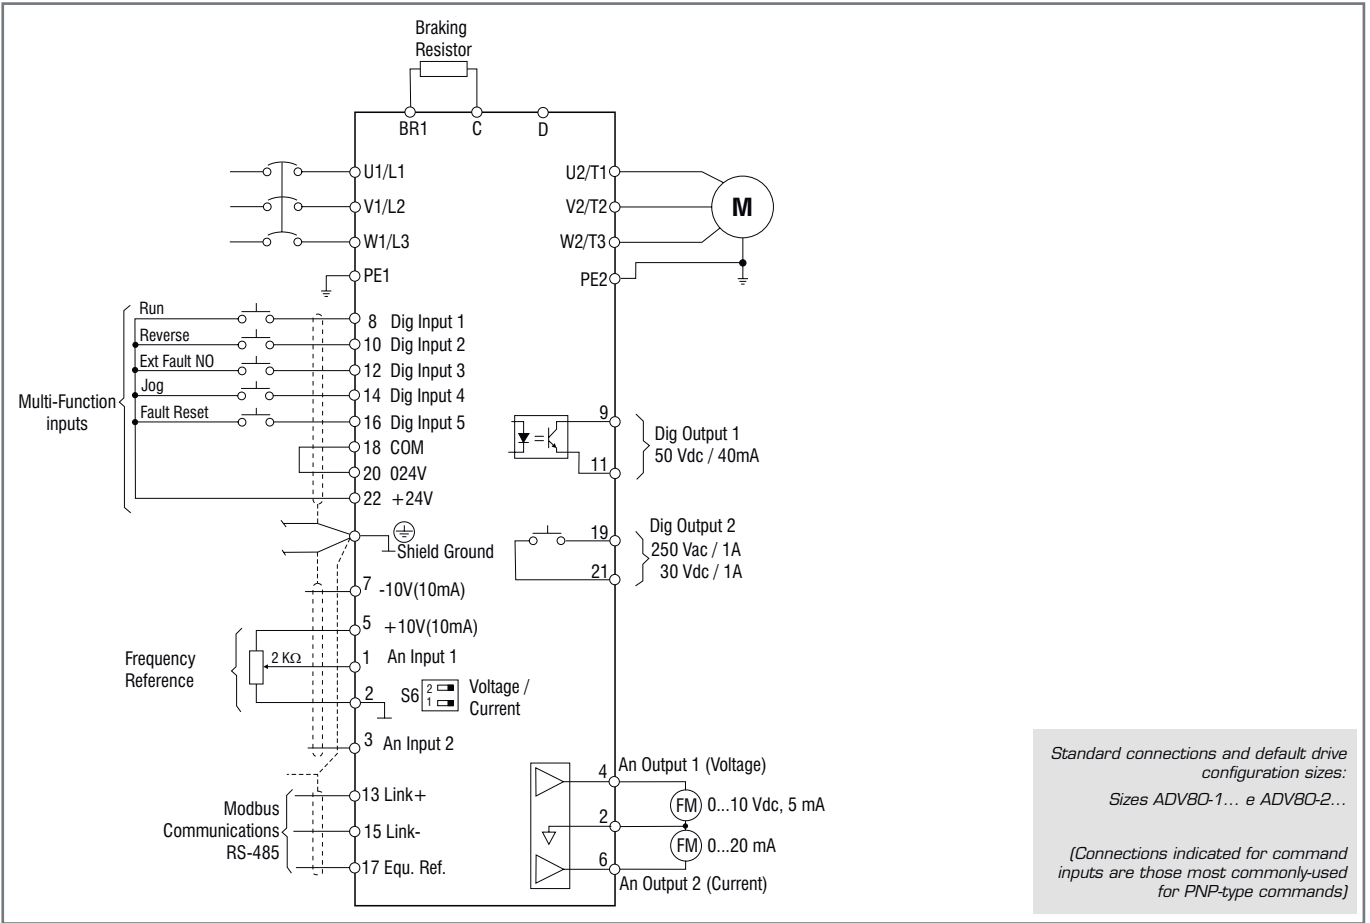 Braking
Resistor
BR1
C
D
U1/L1
V1/L2
W1/L3
PE1
U2/T1
V2/T2
W2/T3
PE2
M
Multi-Function
inputs
Run
Reverse
Ext Fault NO
Jog
Fault Reset
8 Dig Input 1
10 Dig Input 2
12 Dig Input 3
14 Dig Input 4
16 Dig Input 5
18 COM
20 024V
22 +24V
Shield Ground
7 -10V(10mA)
5 +10V(10mA)
Frequency
Reference
2 KΩ
1 An Input 1
2
S6
2
1
Voltage /
Current
3 An Input 2
Modbus
Communications
RS-485
13 Link+
15 Link-
17 Equ. Ref.
9
11
Dig Output 1
50 Vdc / 40mA
19
21
Dig Output 2
250 Vac / 1A
30 Vdc / 1A
4
An Output 1 (Voltage)
FM 0...10 Vdc, 5 mA
2
FM 0...20 mA
6
An Output 2 (Current)
Standard connections and default drive
configuration sizes:
Sizes ADV80-1... e ADV80-2...
(Connections indicated for command
inputs are those most commonly-used
for PNP-type commands)